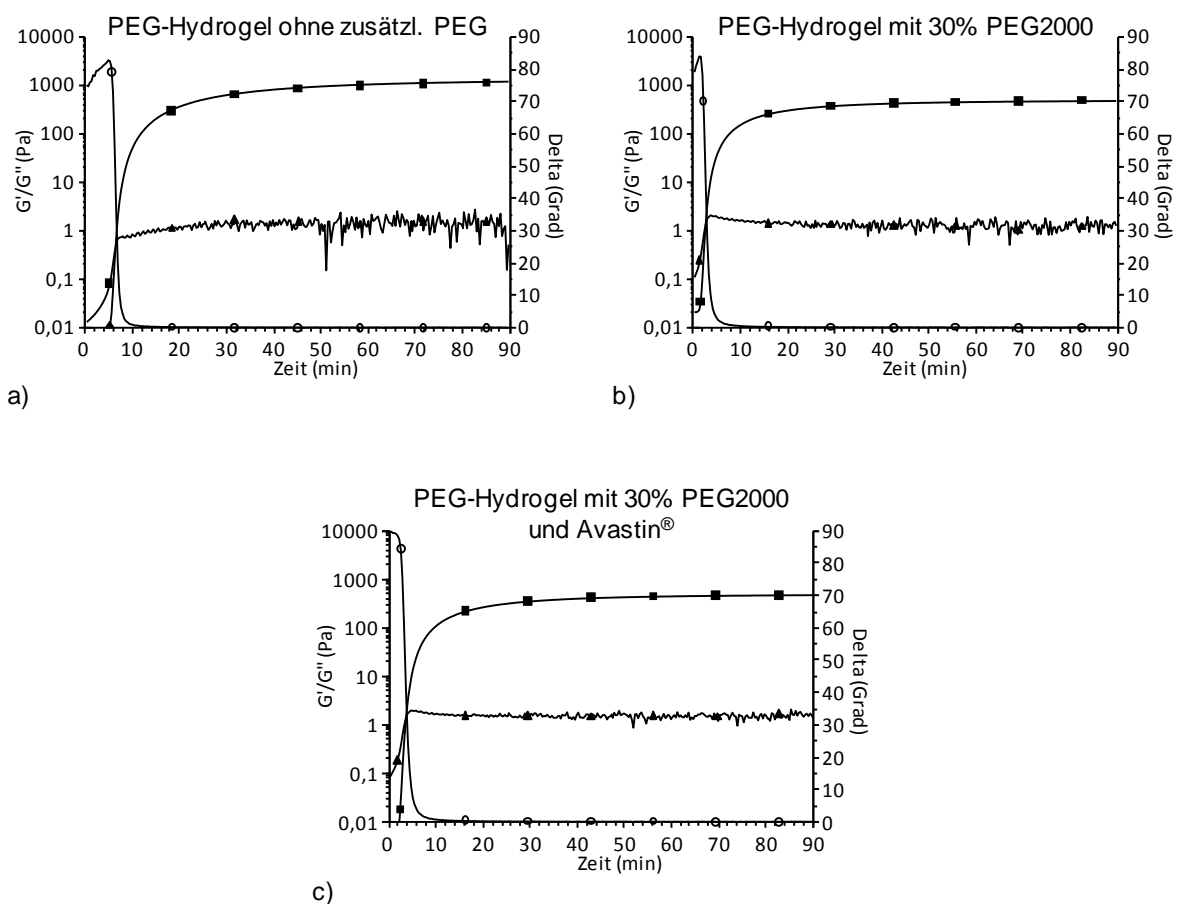 PEG-Hydrogel ohne zusätzl. PEG
10000
1000
100
10
1
0,1
0,01
G'/G'' (Pa)
90
80
70
60
50
40
30
20
10
0
Delta (Grad)
0 10 20 30 40 50 60 70 80 90
Zeit (min)
a)
PEG-Hydrogel mit 30% PEG2000
10000
1000
100
10
1
0,1
0,01
G'/G'' (Pa)
90
80
70
60
50
40
30
20
10
0
Delta (Grad)
0 10 20 30 40 50 60 70 80 90
Zeit (min)
b)
PEG-Hydrogel mit 30% PEG2000
und Avastin®
10000
1000
100
10
1
0,1
0,01
G'/G'' (Pa)
90
80
70
60
50
40
30
20
10
0
Delta (Grad)
0 10 20 30 40 50 60 70 80 90
Zeit (min)
c)